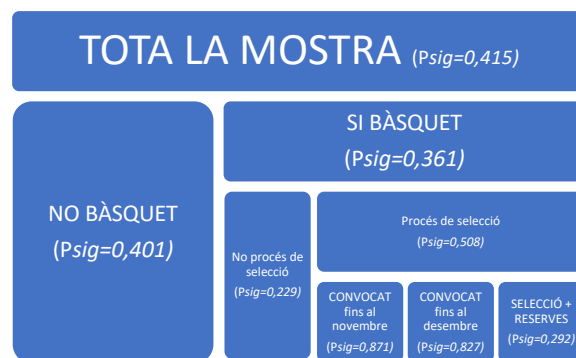 TOTA LA MOSTRA (Psig=0,415)
NO BÀSQUET
(Psig=0,401)
SI BÀSQUET
(Psig=0,361)
No procés de
selecció
(Psig=0,229)
Procés de selecció
(Psig=0,508)
CONVOCAT
fins al
novembre
(Psig=0,871)
CONVOCAT
fins al
desembre
(Psig=0,827)
SELECCIÓ +
RESERVES
(Psig=0,292)